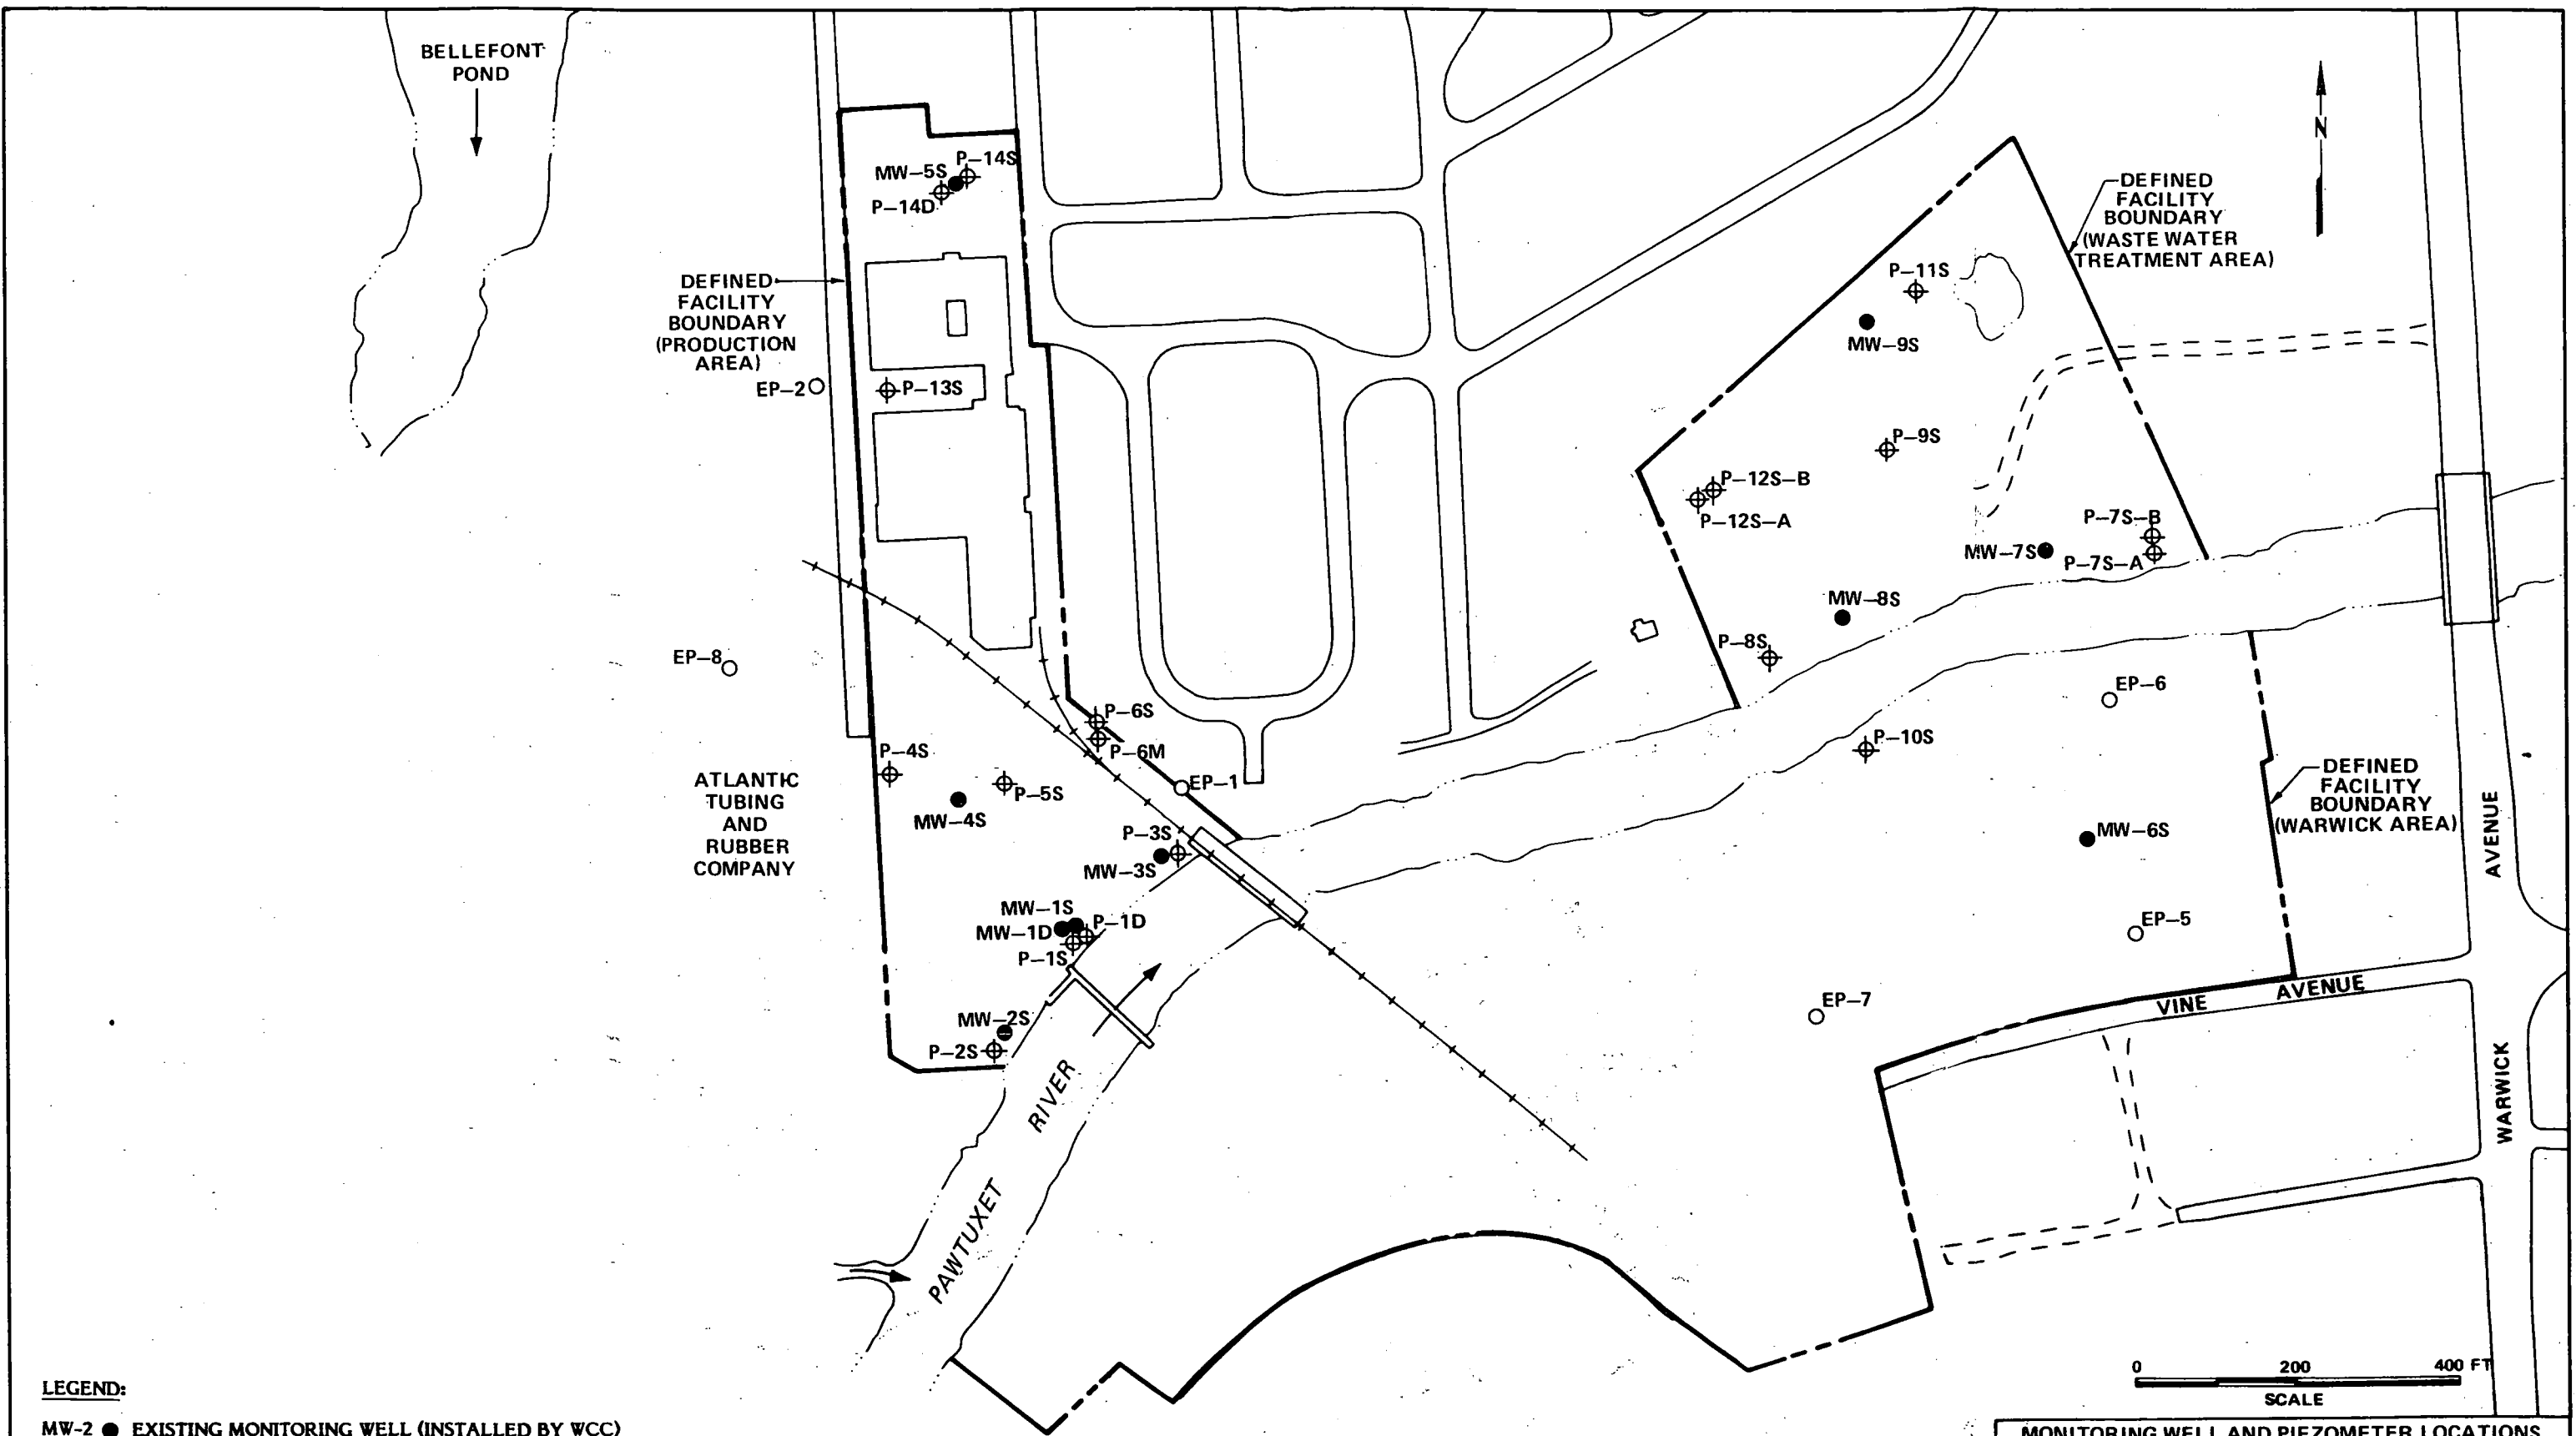 BELLEFONT
POND
MW-5S
P-14S
P-14D
DEFINED
FACILITY
BOUNDARY
(PRODUCTION
AREA)
EP-2
P-13S
EP-8
P-6S
P-6M
P-4S
P-5S
MW-4S
EP-1
ATLANTIC
TUBING
AND
RUBBER
COMPANY
P-3S
MW-3S
MW-1S
P-1D
MW-1D
P-1S
MW-2S
P-2S
PAWTUXET RIVER
N
DEFINED
FACILITY
BOUNDARY
(WASTE WATER
TREATMENT AREA)
P-11S
MW-9S
P-9S
P-12S-B
P-12S-A
P-7S-B
MW-7S
P-7S-A
MW-8S
P-8S
EP-6
P-10S
DEFINED
FACILITY
BOUNDARY
(WARWICK AREA)
MW-6S
EP-5
EP-7
VINE AVENUE
WARWICK AVENUE
0 200 400 FT
SCALE
LEGEND:
MW-2 EXISTING MONITORING WELL (INSTALLED BY WCC)
MONITORING WELL AND PIEZOMETER LOCATIONS